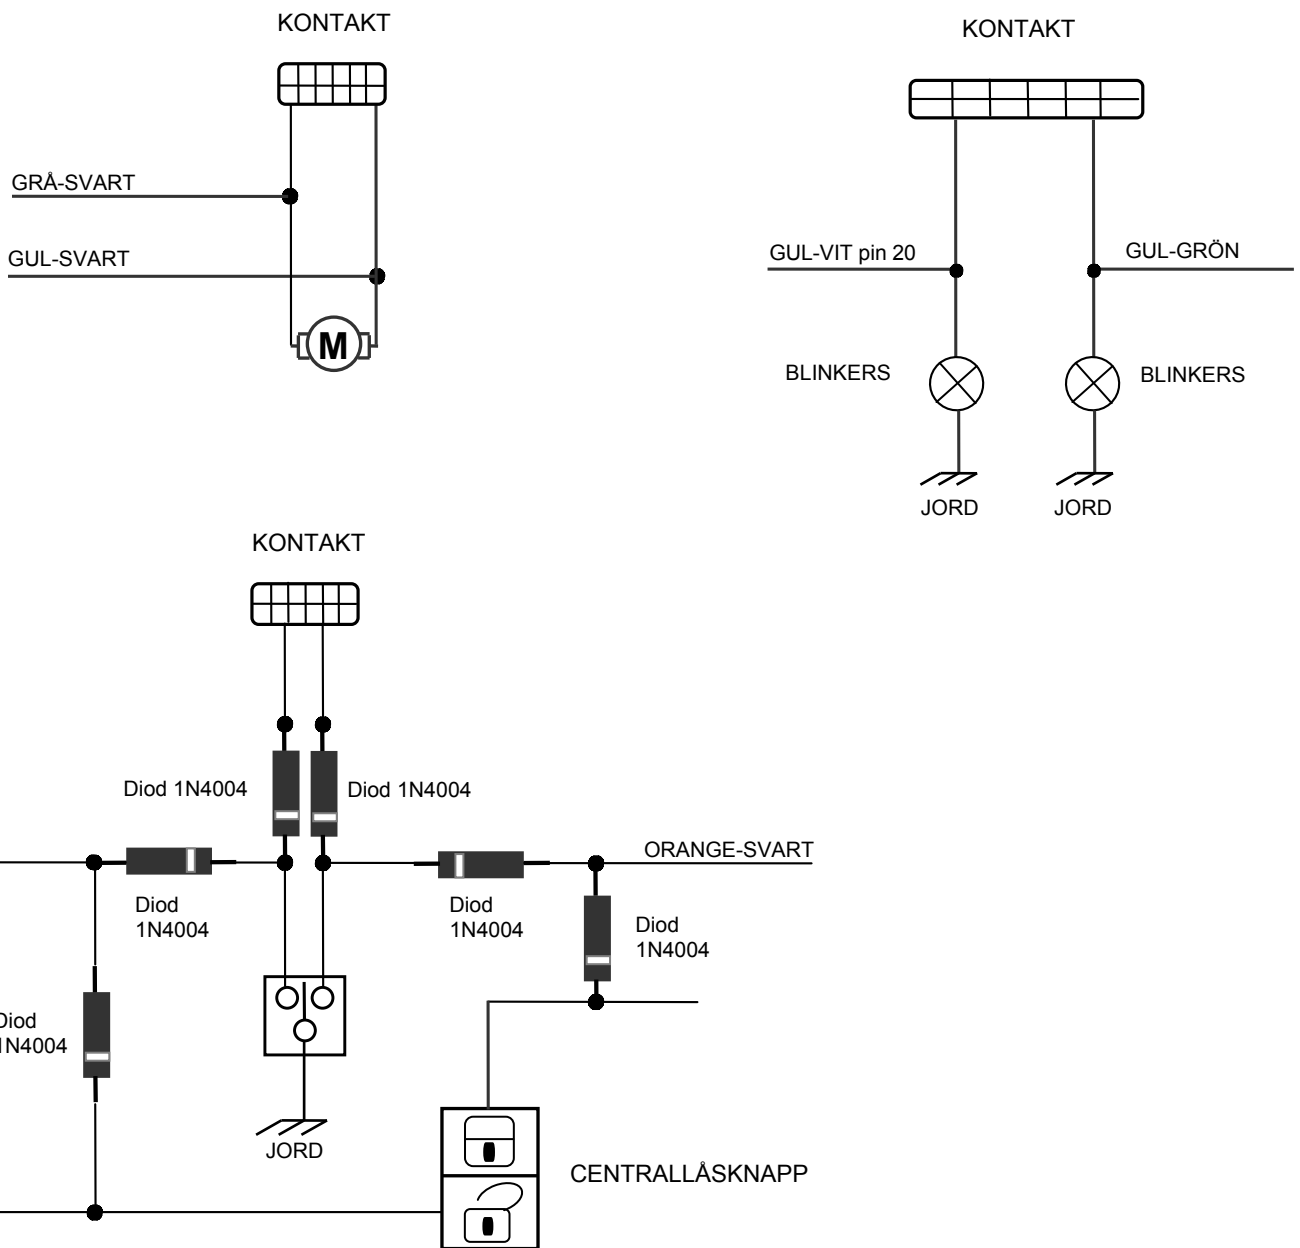 KONTAKT
KONTAKT
GRÅ-SVART
GUL-SVART
GUL-VIT pin 20
GUL-GRÖN
M
BLINKERS
BLINKERS
JORD
JORD
KONTAKT
Diod 1N4004
Diod 1N4004
ORANGE-SVART
Diod
1N4004
Diod
1N4004
Diod
1N4004
Diod
1N4004
JORD
CENTRALLÅSKNAPP